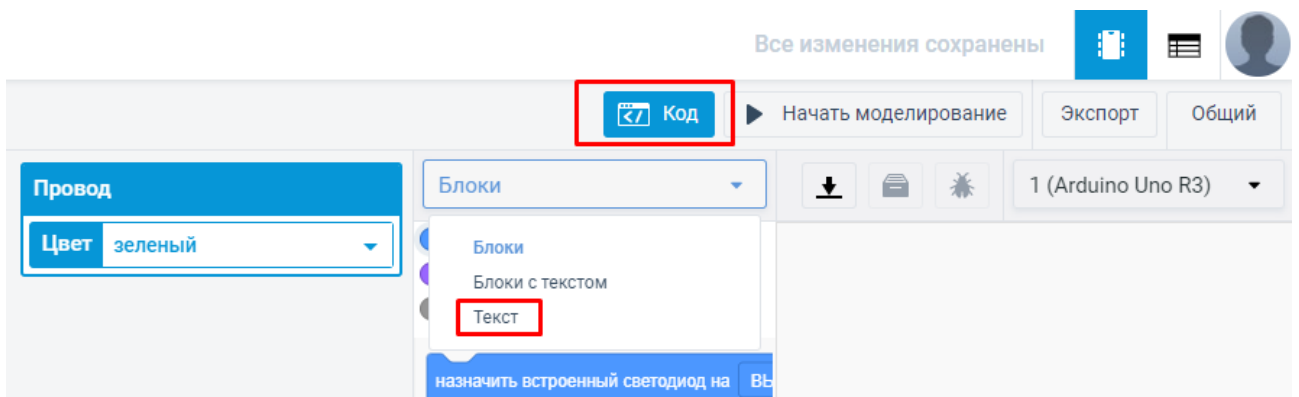 Все изменения сохранены
Код
Начать моделирование
Экспорт
Общий
Провод
Цвет зеленый
Блоки
1 (Arduino Uno R3)
Блоки
Блоки с текстом
Текст
назначить встроенный светодиод на